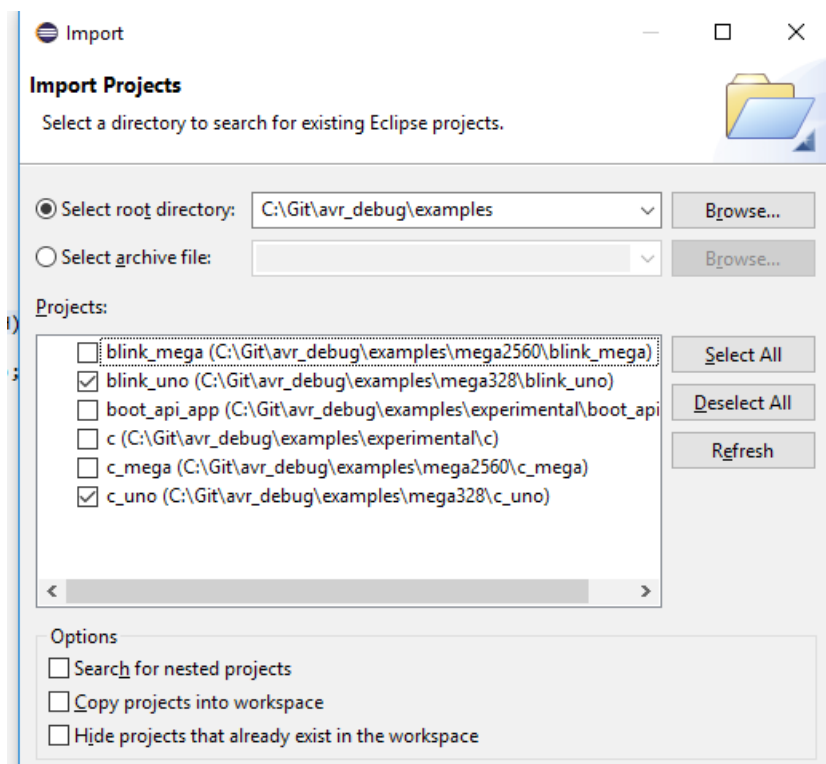 Import
Import Projects
Select a directory to search for existing Eclipse projects.
Select root directory: C:\Git\avr_debug\examples Browse...
Select archive file: Browse...
Projects:
blink_mega (C:\Git\avr_debug\examples\mega2560\blink_mega)
blink_uno (C:\Git\avr_debug\examples\mega328\blink_uno)
boot_api_app (C:\Git\avr_debug\examples\experimental\boot_api
c (C:\Git\avr_debug\examples\experimental\c)
c_mega (C:\Git\avr_debug\examples\mega2560\c_mega)
c_uno (C:\Git\avr_debug\examples\mega328\c_uno)
Select All
Deselect All
Refresh
Options
Search for nested projects
Copy projects into workspace
Hide projects that already exist in the workspace